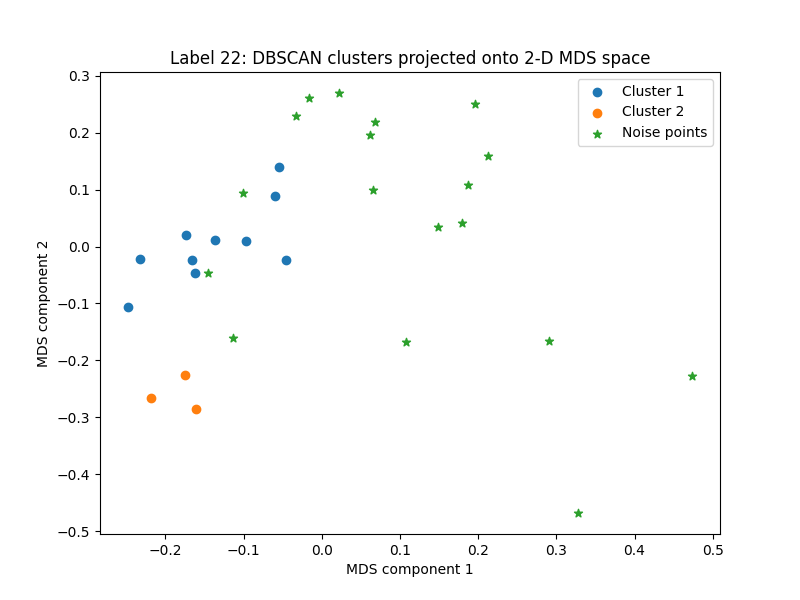 Label 22: DBSCAN clusters projected onto 2-D MDS space
Cluster 1
Cluster 2
Noise points
0.3
0.2
0.1
0.0
−0.1
−0.2
−0.3
−0.4
−0.5
MDS component 2
−0.2
−0.1
0.0
0.1
0.2
0.3
0.4
0.5
MDS component 1